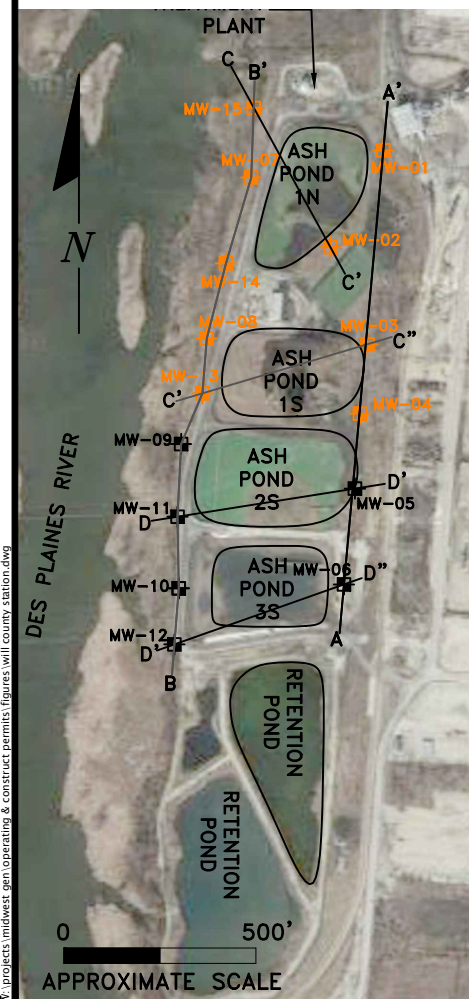 PLANT
C
B'
A'
MW-15
ASH
POND
1N
MW-07
MW-01
MW-02
N
MW-14
C'
MW-08
MW-03
C"
ASH
POND
1S
C'
MW-04
MW-09
ASH
POND
2S
D'
MW-05
MW-11
D
ASH
POND
3S
MW-06
D"
MW-10
MW-12
D'
A
B
DES PLAINES RIVER
RETENTION
POND
RETENTION
POND
0 500'
APPROXIMATE SCALE
\projects\midwest gen\operating & construct permits\figures\will county station.dwg